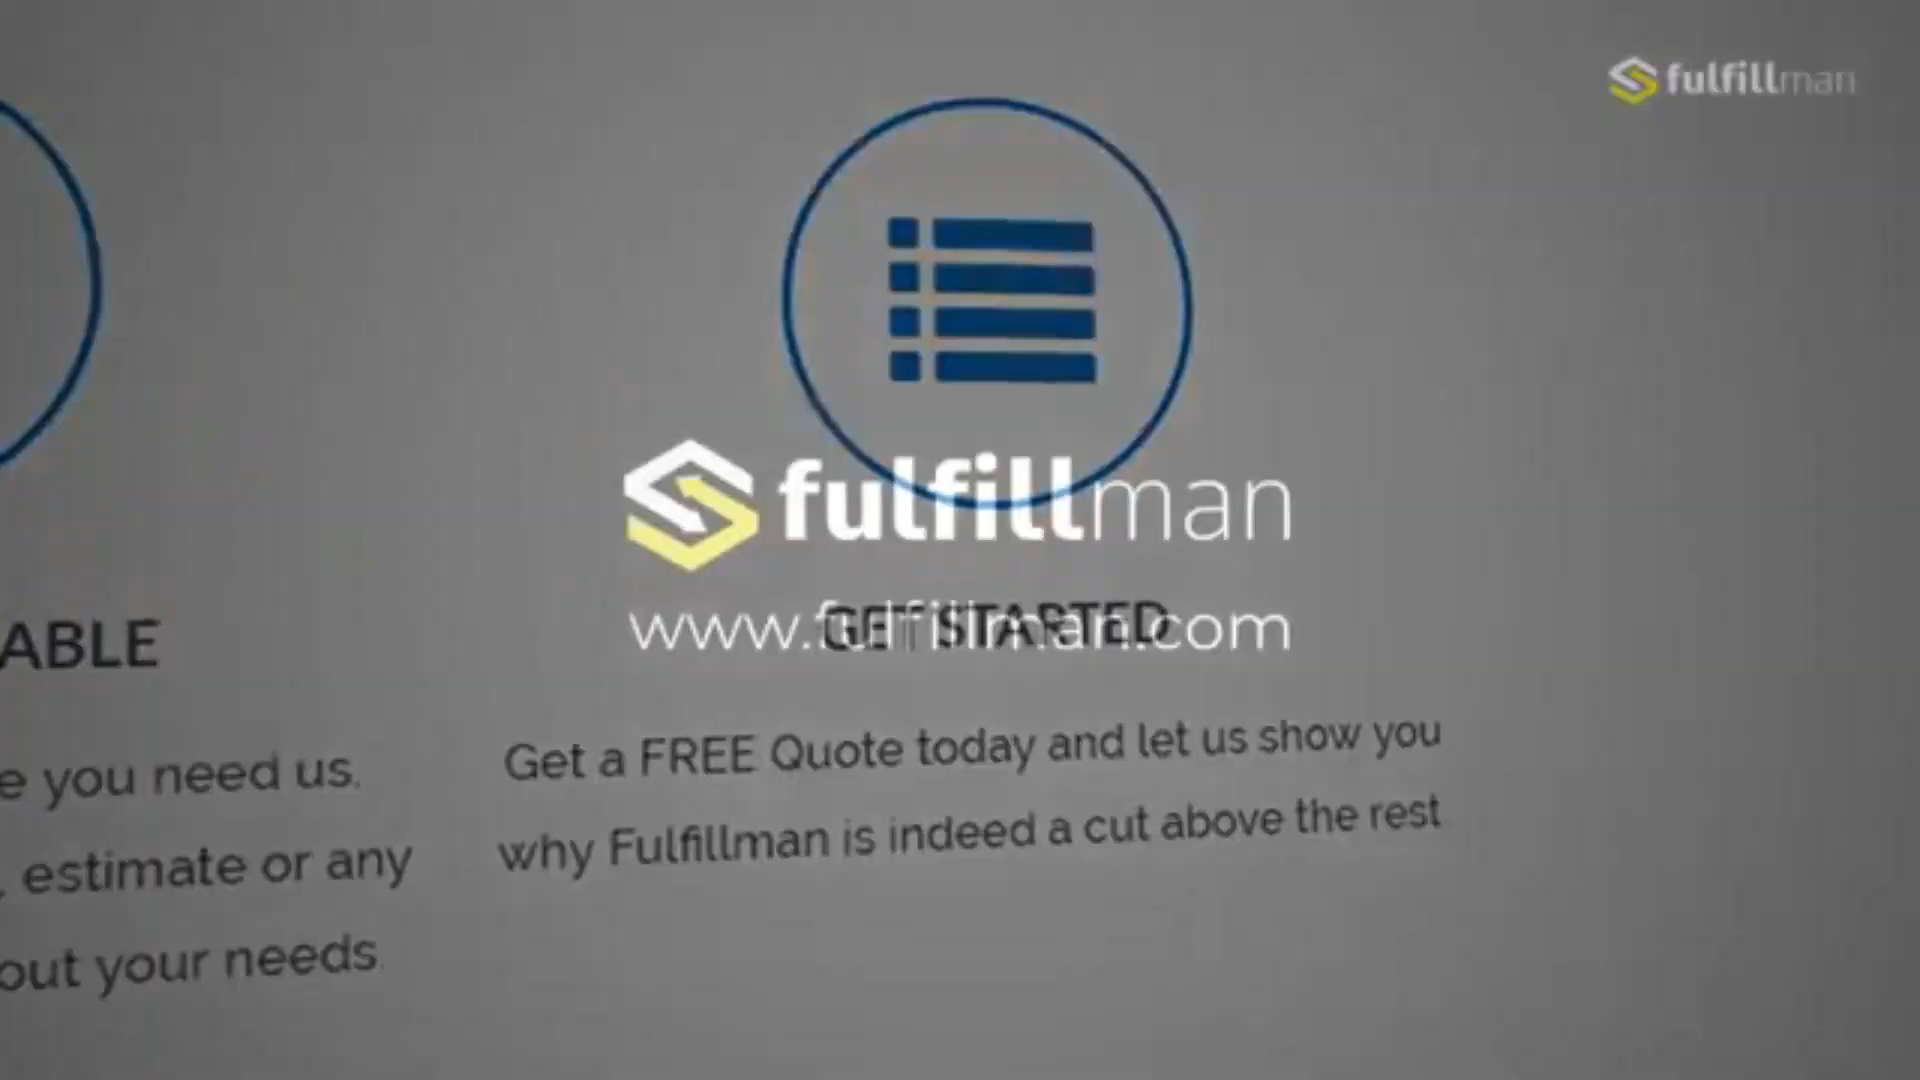 fulfillman
fulfillman
www.fulfillman.com
GET STARTED
Get a FREE Quote today and let us show you
why Fulfillman is indeed a cut above the rest
ABLE
e you need us.
, estimate or any
out your needs.